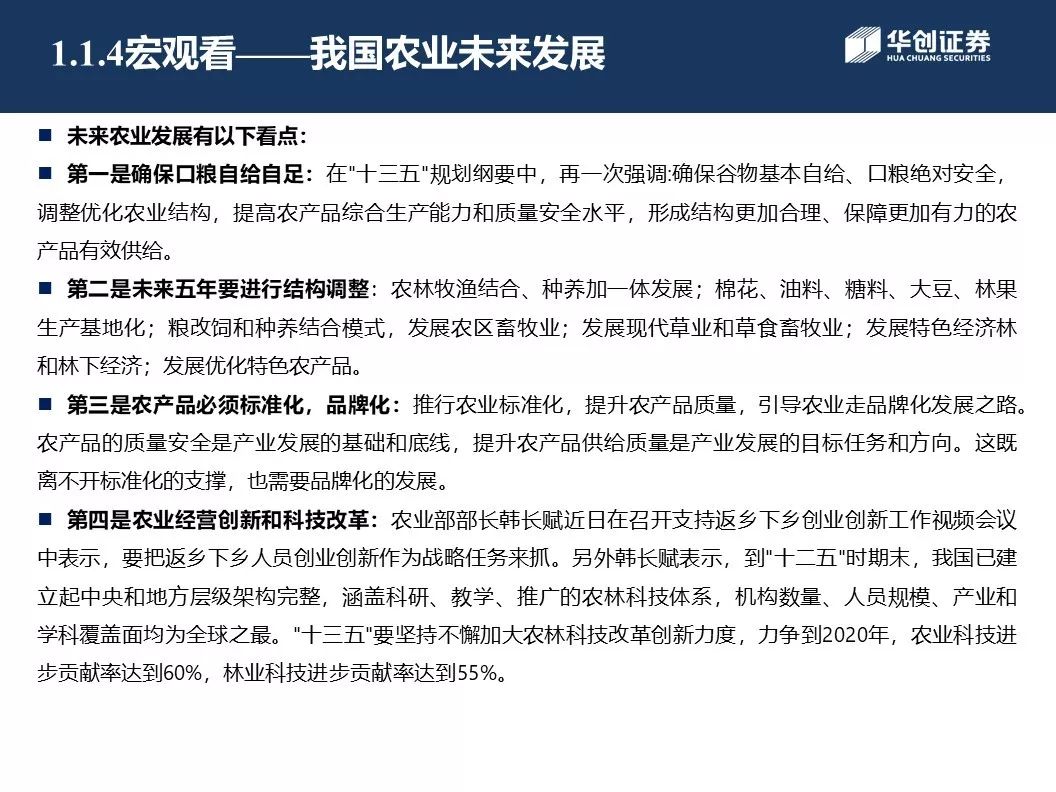 1.1.4宏观看——我国农业未来发展
华创证券
HUA CHUANG SECURITIES
■ 未来农业发展有以下看点：
■ 第一是确保口粮自给自足：在"十三五"规划纲要中，再一次强调:确保谷物基本自给、口粮绝对安全，
调整优化农业结构，提高农产品综合生产能力和质量安全水平，形成结构更加合理、保障更加有力的农
产品有效供给。
■ 第二是未来五年要进行结构调整：农林牧渔结合、种养加一体发展；棉花、油料、糖料、大豆、林果
生产基地化；粮改饲和种养结合模式，发展农区畜牧业；发展现代草业和草食畜牧业；发展特色经济林
和林下经济；发展优化特色农产品。
■ 第三是农产品必须标准化，品牌化：推行农业标准化，提升农产品质量，引导农业走品牌化发展之路。
农产品的质量安全是产业发展的基础和底线，提升农产品供给质量是产业发展的目标任务和方向。这既
离不开标准化的支撑，也需要品牌化的发展。
■ 第四是农业经营创新和科技改革：农业部部长韩长赋近日在召开支持返乡下乡创业创新工作视频会议
中表示，要把返乡下乡人员创业创新作为战略任务来抓。另外韩长赋表示，到"十二五"时期末，我国已建
立起中央和地方层级架构完整，涵盖科研、教学、推广的农林科技体系，机构数量、人员规模、产业和
学科覆盖面均为全球之最。"十三五"要坚持不懈加大农林科技改革创新力度，力争到2020年，农业科技进
步贡献率达到60%，林业科技进步贡献率达到55%。